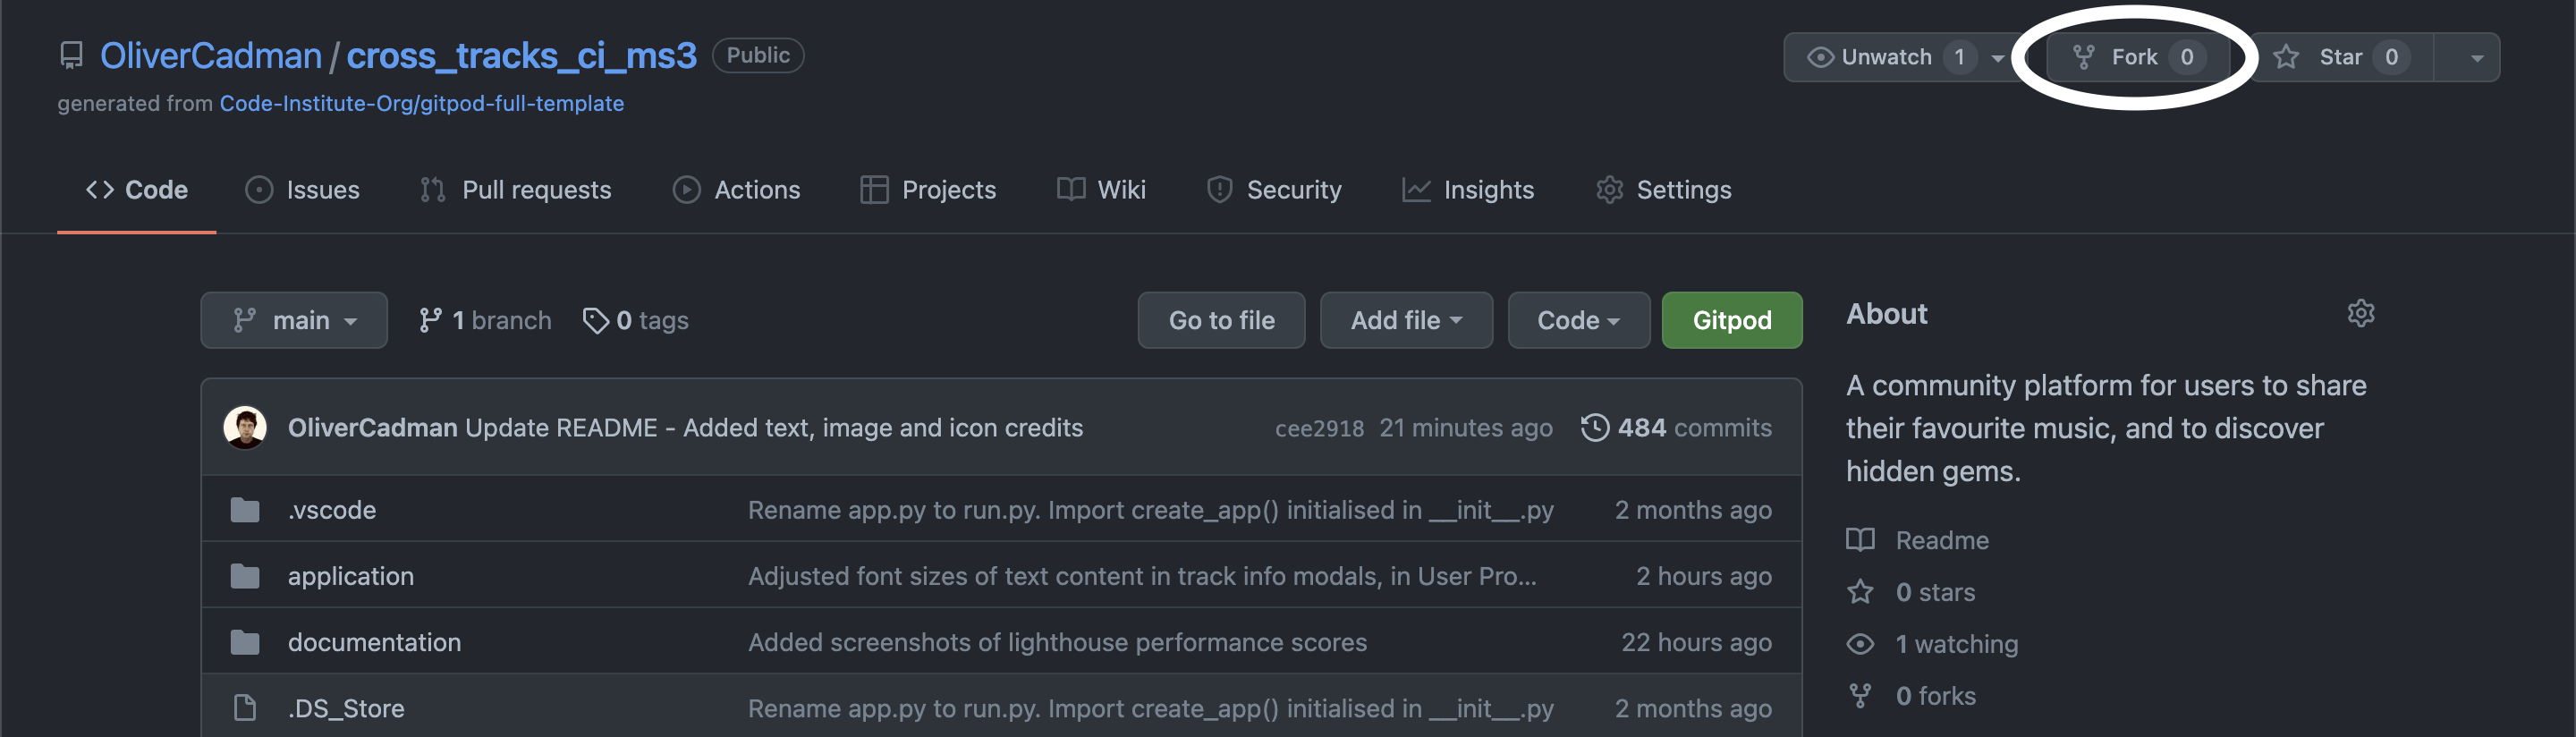 OliverCadman / cross_tracks_ci_ms3 Public Unwatch 1 Fork 0 Star 0
generated from Code-Institute-Org/gitpod-full-template
Code Issues Pull requests Actions Projects Wiki Security Insights Settings
main 1 branch 0 tags Go to file Add file Code Gitpod
OliverCadman Update README - Added text, image and icon credits cee2918 21 minutes ago 484 commits
.vscode Rename app.py to run.py. Import create_app() initialised in __init__.py 2 months ago
application Adjusted font sizes of text content in track info modals, in User Pro... 2 hours ago
documentation Added screenshots of lighthouse performance scores 22 hours ago
.DS_Store Rename app.py to run.py. Import create_app() initialised in __init__.py 2 months ago
About
A community platform for users to share
their favourite music, and to discover
hidden gems.
Readme
0 stars
1 watching
0 forks